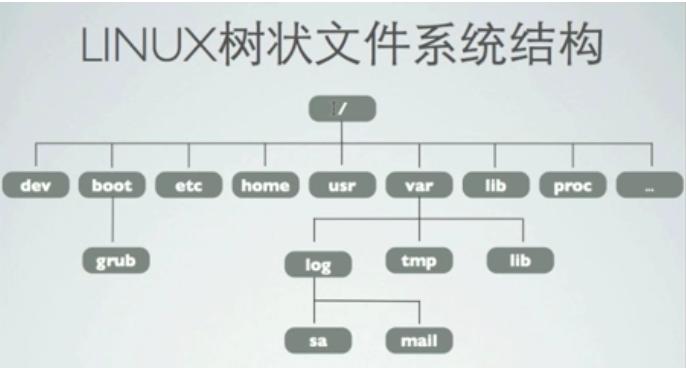 LINUX树状文件系统结构
/
dev boot etc home usr var lib proc ...
grub log tmp lib
sa mail